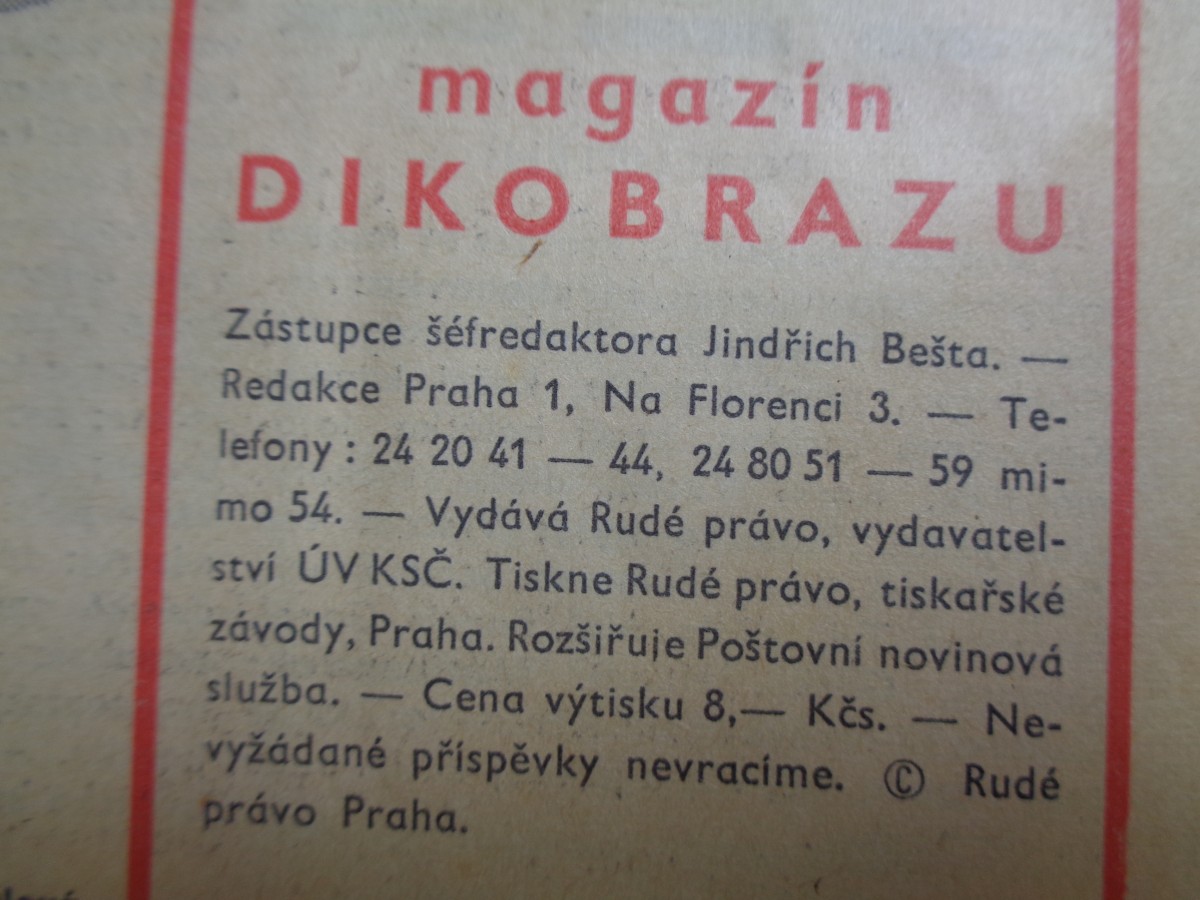 magazín
DIKOBRAZU
Zástupce šéfredaktora Jindřich Bešta. —
Redakce Praha 1, Na Florenci 3. — Te-
lefony : 24 20 41 — 44, 24 80 51 — 59 mi-
mo 54. — Vydává Rudé právo, vydavatel-
ství ÚV KSČ. Tiskne Rudé právo, tiskařské
závody, Praha. Rozšiřuje Poštovní novinová
služba. — Cena výtisku 8,— Kčs. — Ne-
vyžádané příspěvky nevracíme. © Rudé
právo Praha.